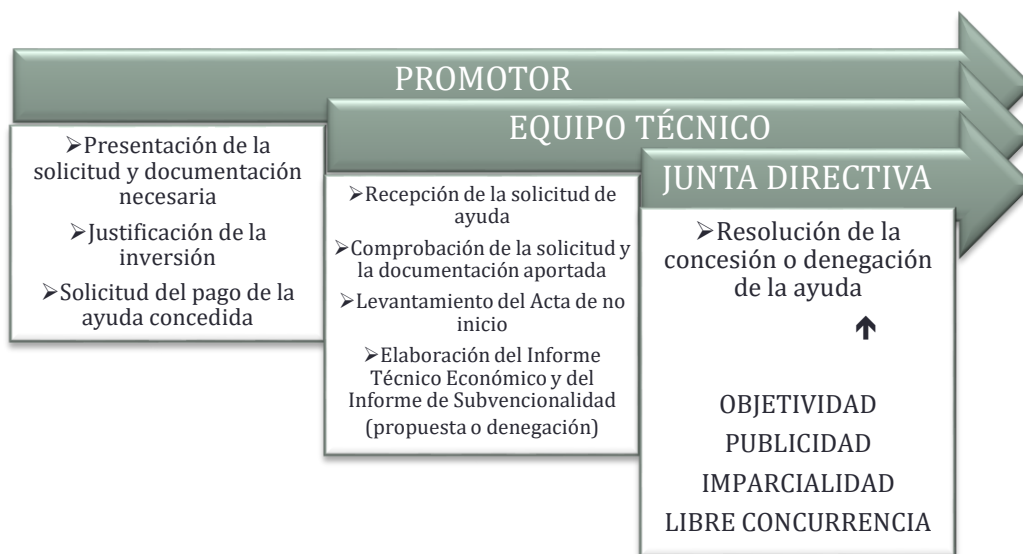 PROMOTOR
➢Presentación de la
solicitud y documentación
necesaria
➢Justificación de la
inversión
➢Solicitud del pago de la
ayuda concedida
EQUIPO TÉCNICO
➢Recepción de la solicitud de
ayuda
➢Comprobación de la solicitud y
la documentación aportada
➢Levantamiento del Acta de no
inicio
➢Elaboración del Informe
Técnico Económico y del
Informe de Subvencionalidad
(propuesta o denegación)
JUNTA DIRECTIVA
➢Resolución de la
concesión o denegación
de la ayuda
↑
OBJETIVIDAD
PUBLICIDAD
IMPARCIALIDAD
LIBRE CONCURRENCIA